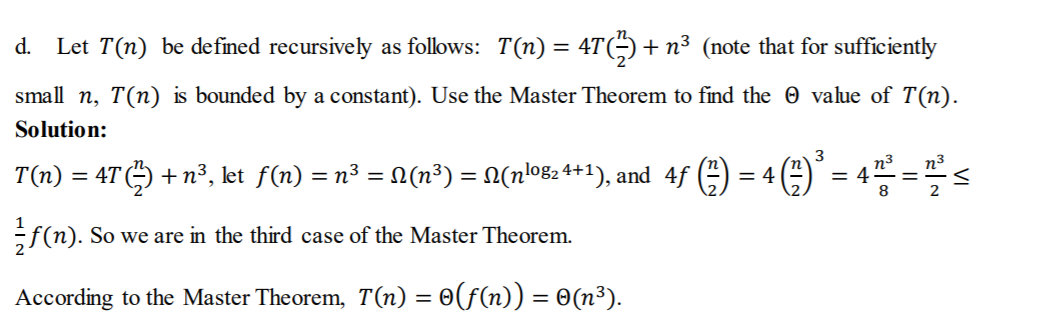 d. Let T(n) be defined recursively as follows: T(n) = 4T(n/2) + n³ (note that for sufficiently
small n, T(n) is bounded by a constant). Use the Master Theorem to find the Θ value of T(n).
Solution:
T(n) = 4T(n/2) + n³, let f(n) = n³ = Ω(n³) = Ω(n^(log₂ 4+1)), and 4f(n/2) = 4(n/2)³ = 4 n³/8 = n³/2 ≤
1/2 f(n). So we are in the third case of the Master Theorem.
According to the Master Theorem, T(n) = Θ(f(n)) = Θ(n³).